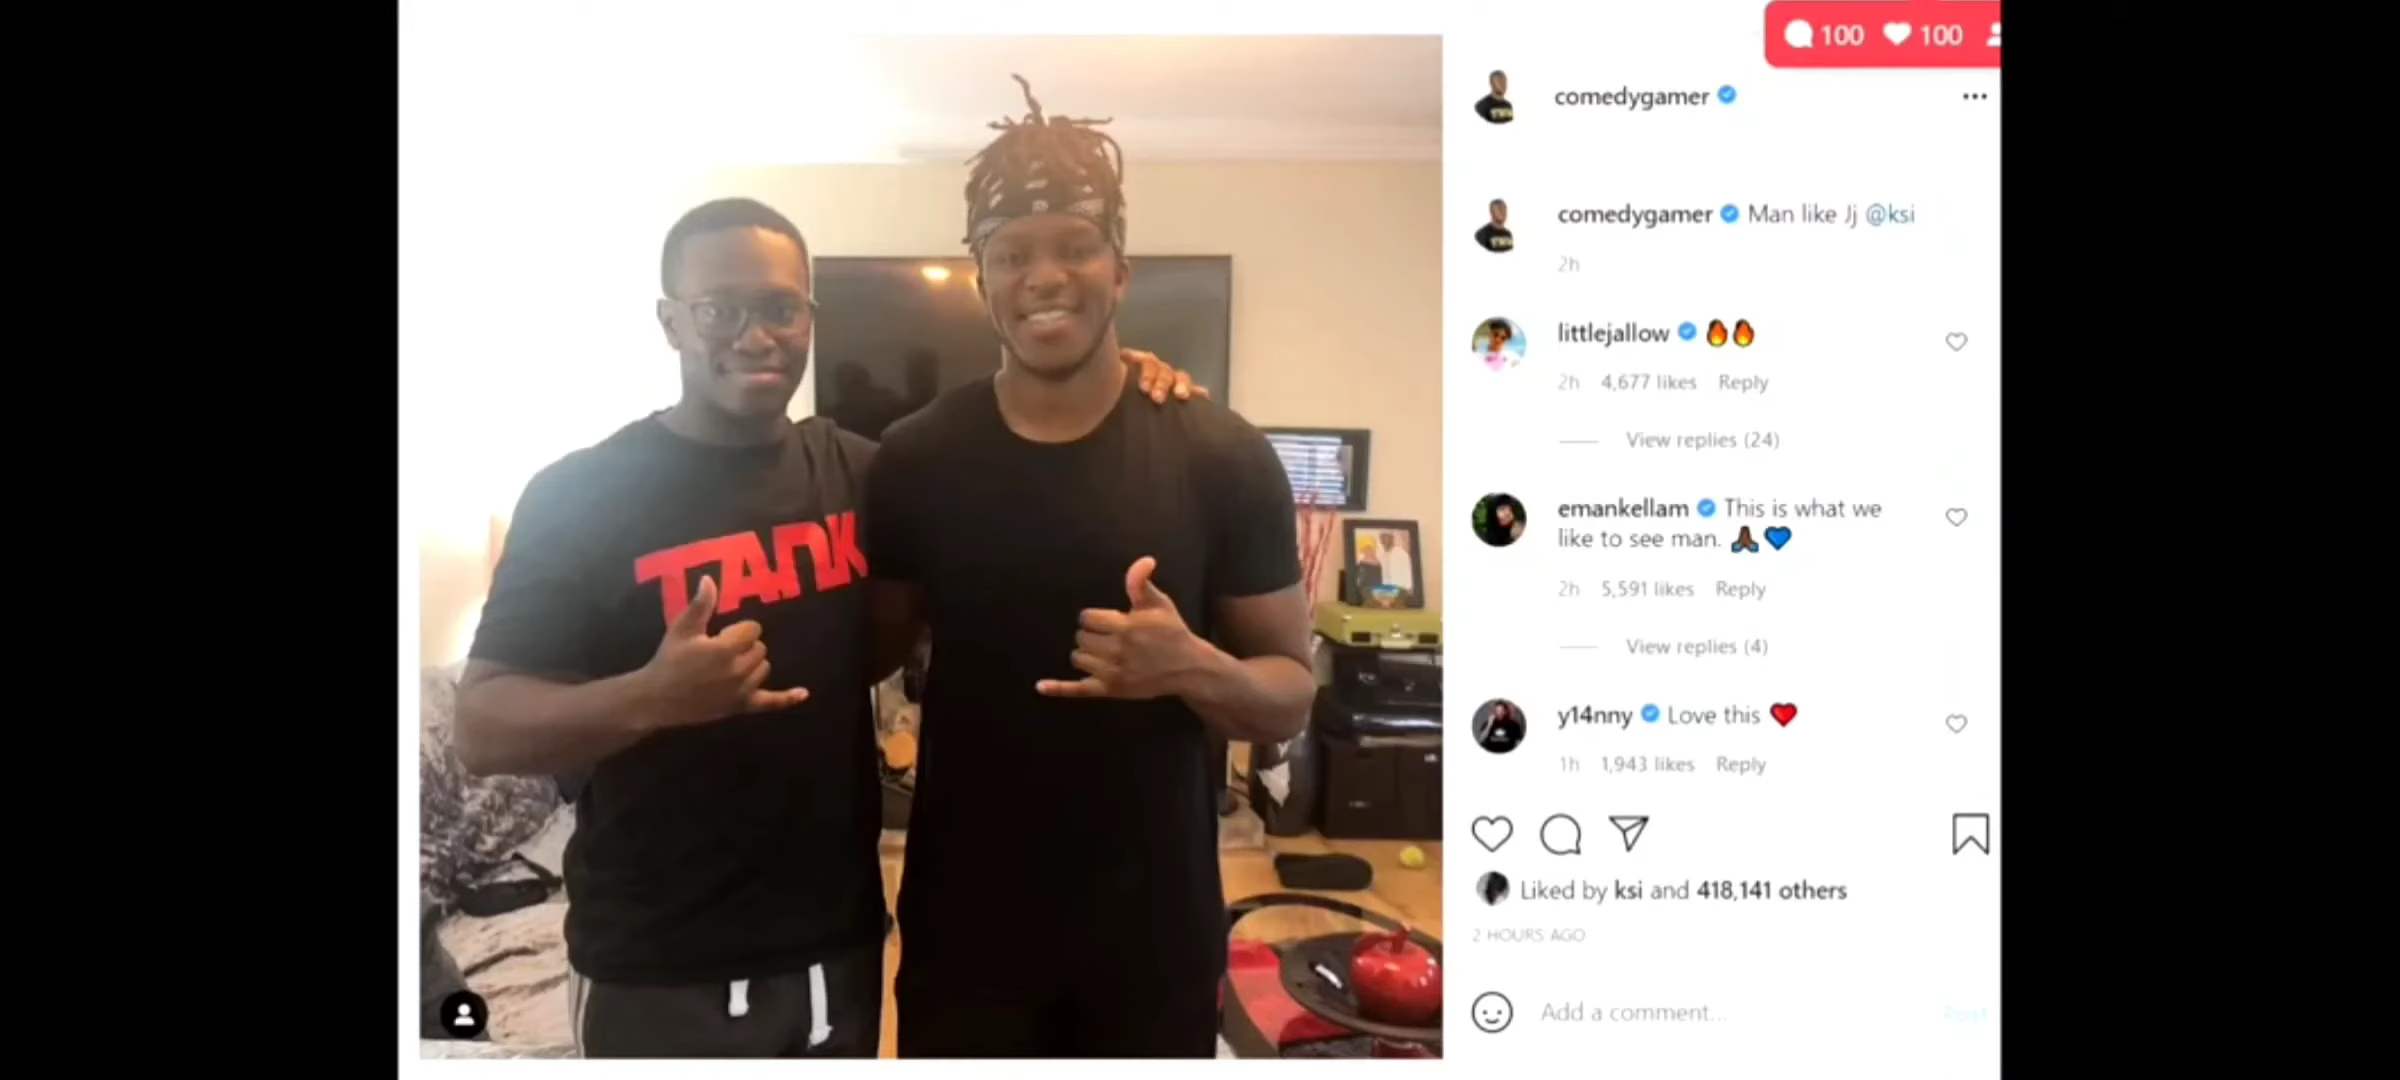 100 100
comedygamer
comedygamer Man like Jj @ksi
2h
littlejallow 🔥🔥
2h 4,677 likes Reply
View replies (24)
emankellam This is what we
like to see man. 🙏🏿💙
2h 5,591 likes Reply
View replies (4)
y14nny Love this ❤️
1h 1,943 likes Reply
Liked by ksi and 418,141 others
2 HOURS AGO
Add a comment...
Post
TANK